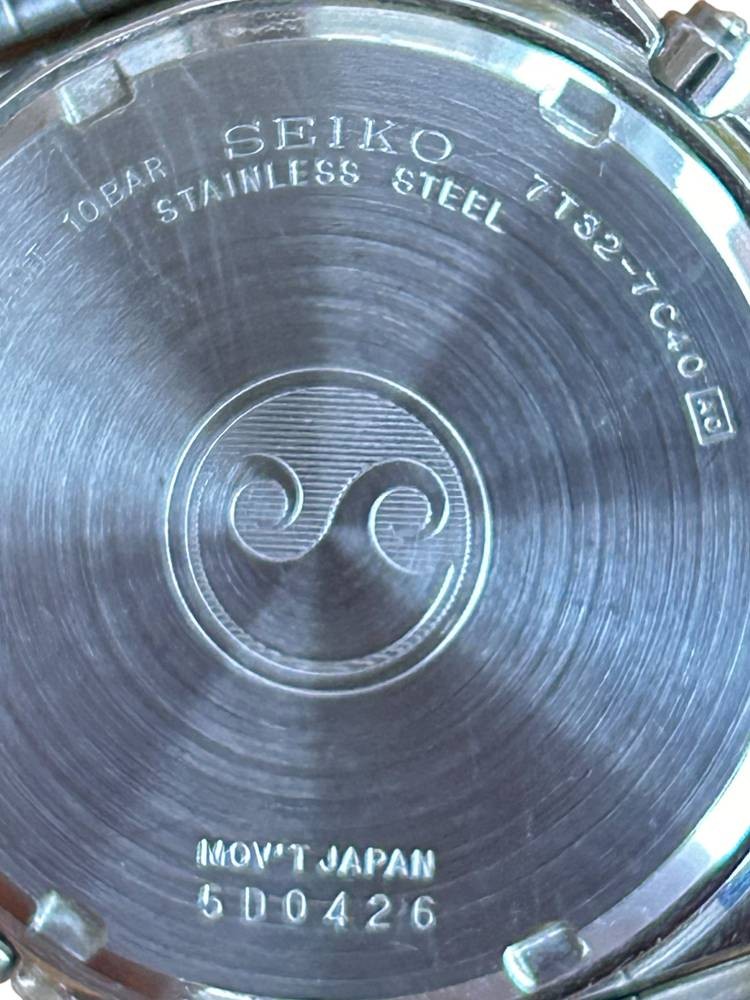 SEIKO
10BAR STAINLESS STEEL 7T32-7C40
MOV'T JAPAN
5D0426